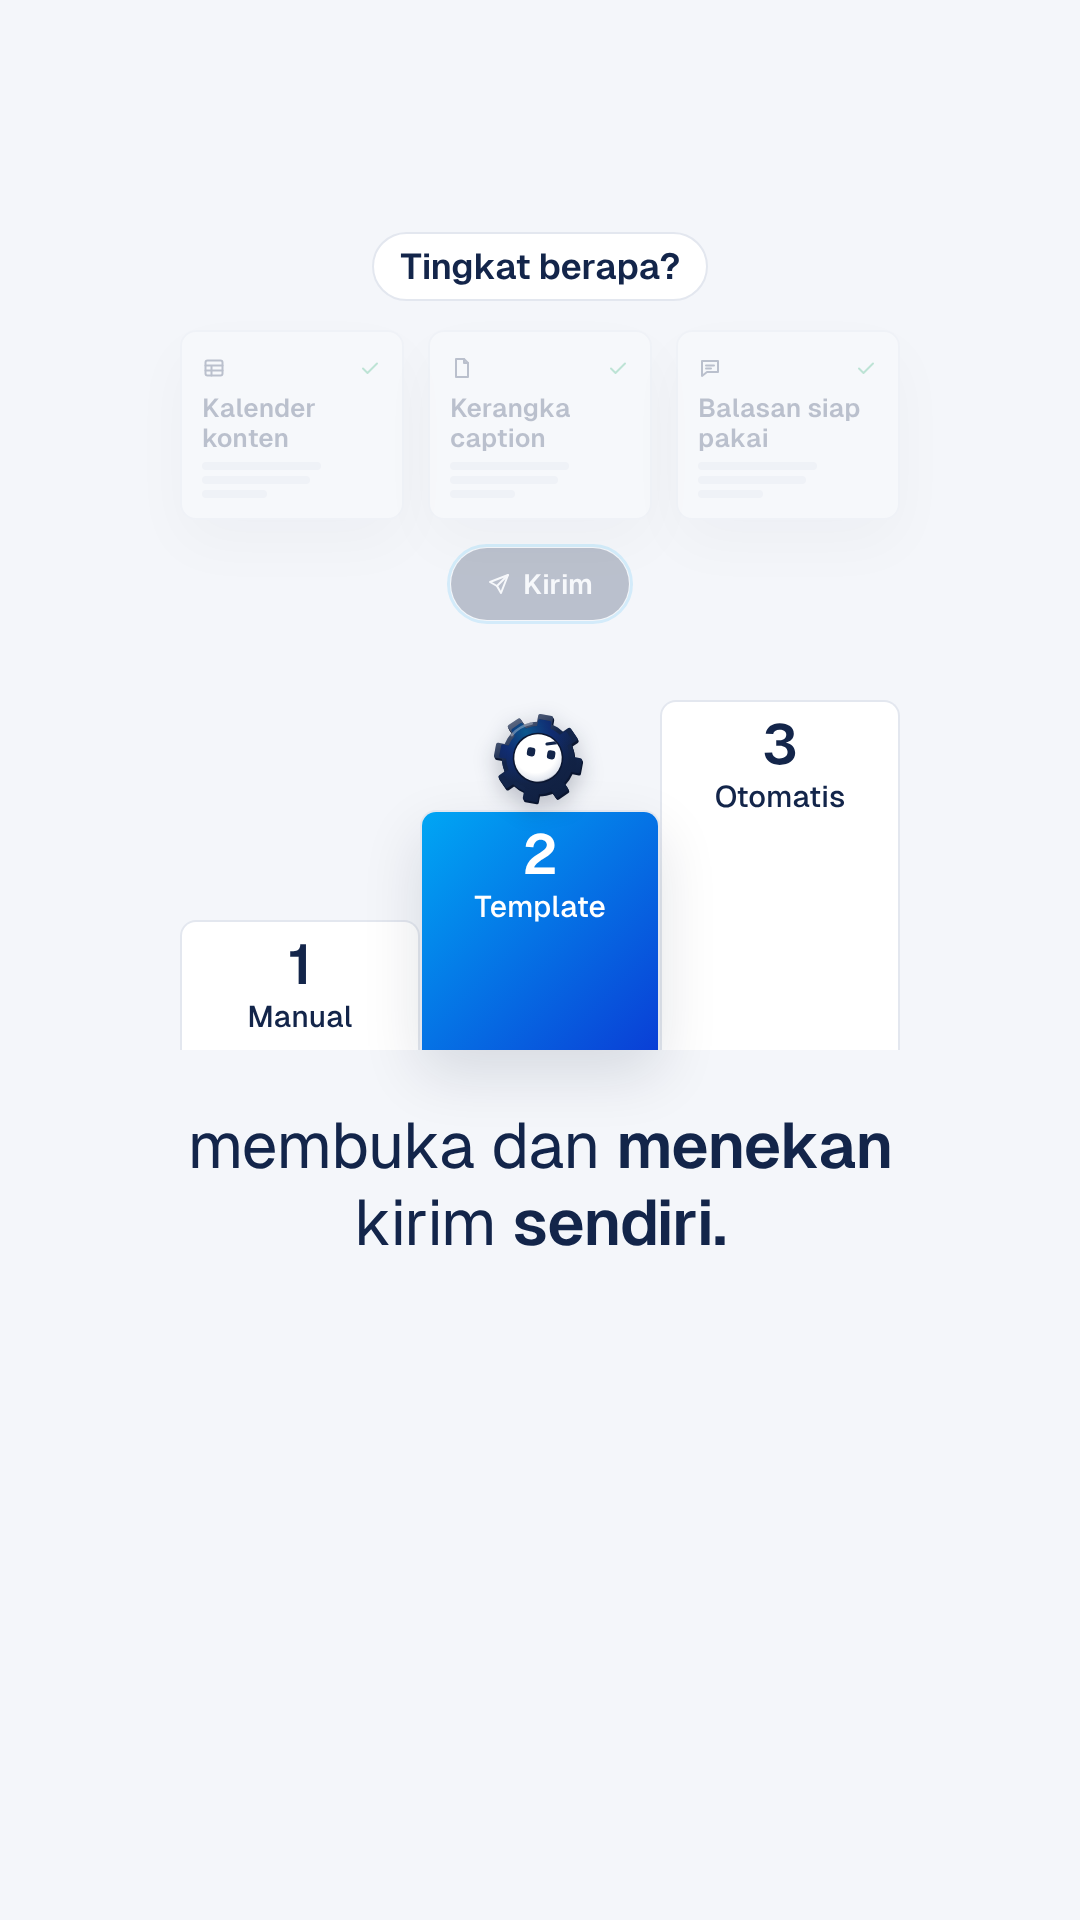 Tingkat berapa?
Kalender
konten
Kerangka
caption
Balasan siap
pakai
Kirim
3
Otomatis
2
Template
1
Manual
membuka dan menekan
kirim sendiri.